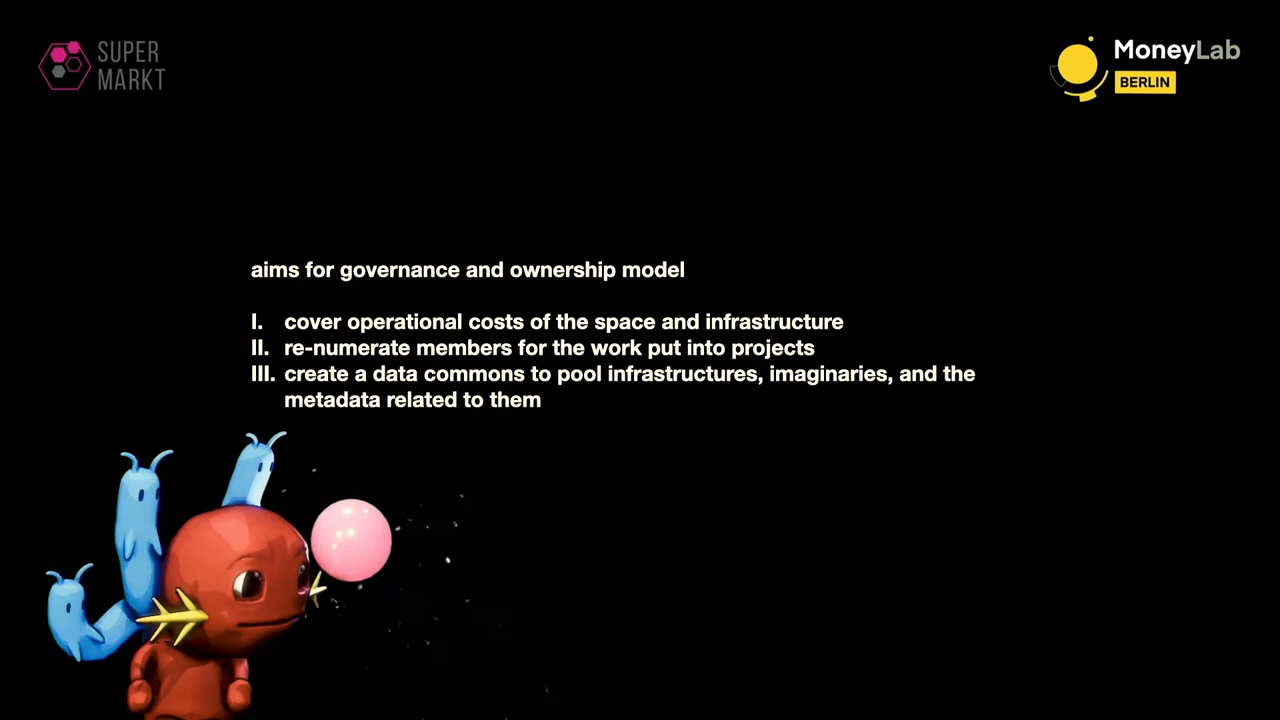 SUPER
MARKT
MoneyLab
BERLIN
aims for governance and ownership model
I. cover operational costs of the space and infrastructure
II. re-numerate members for the work put into projects
III. create a data commons to pool infrastructures, imaginaries, and the
metadata related to them